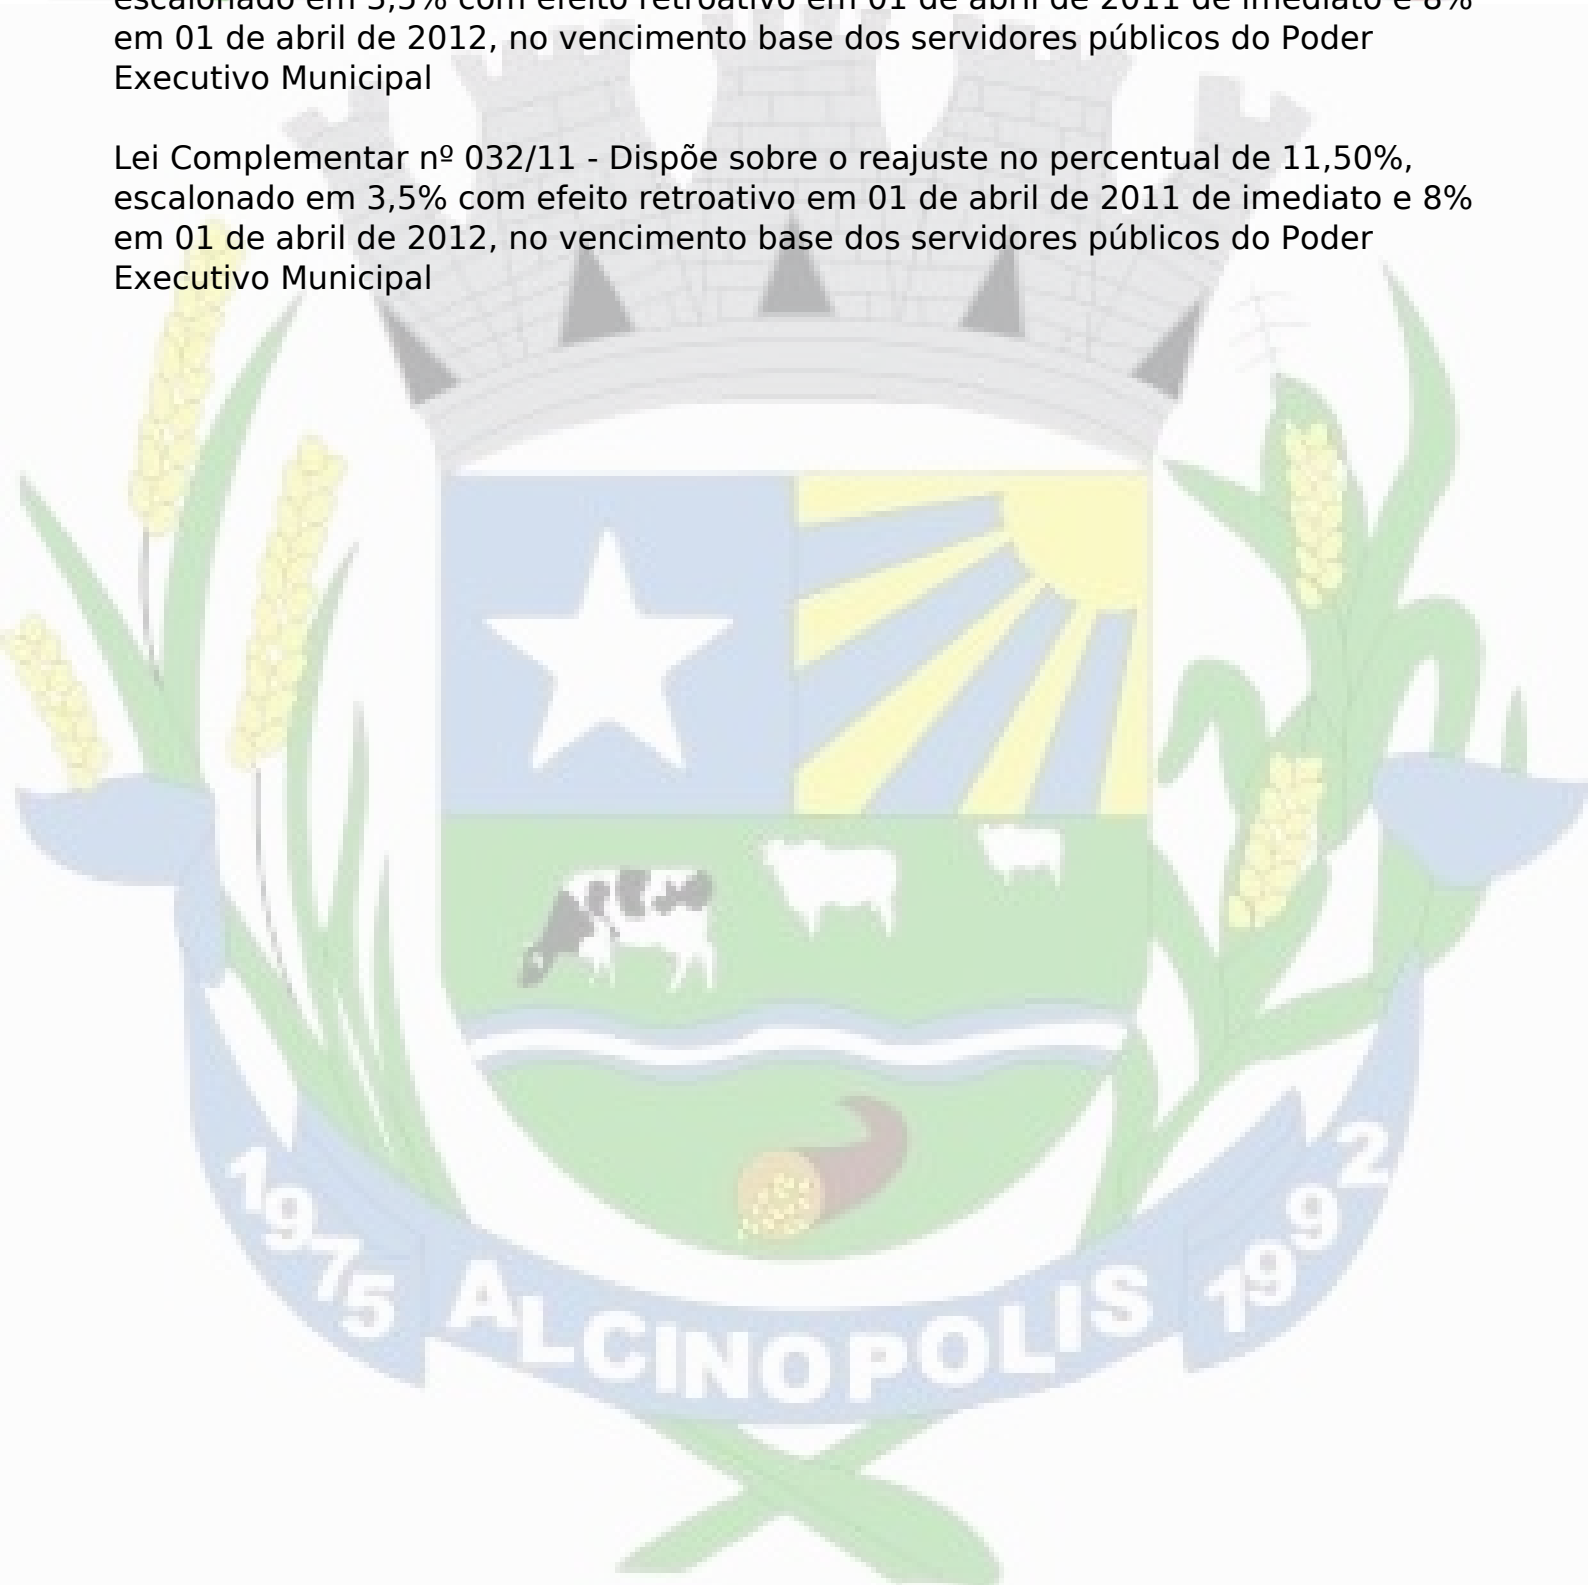 escalonado em 3,5% com efeito retroativo em 01 de abril de 2011 de imediato e 8%
em 01 de abril de 2012, no vencimento base dos servidores públicos do Poder
Executivo Municipal
Lei Complementar nº 032/11 - Dispõe sobre o reajuste no percentual de 11,50%,
escalonado em 3,5% com efeito retroativo em 01 de abril de 2011 de imediato e 8%
em 01 de abril de 2012, no vencimento base dos servidores públicos do Poder
Executivo Municipal
1975 ALCINOPOLIS 1992